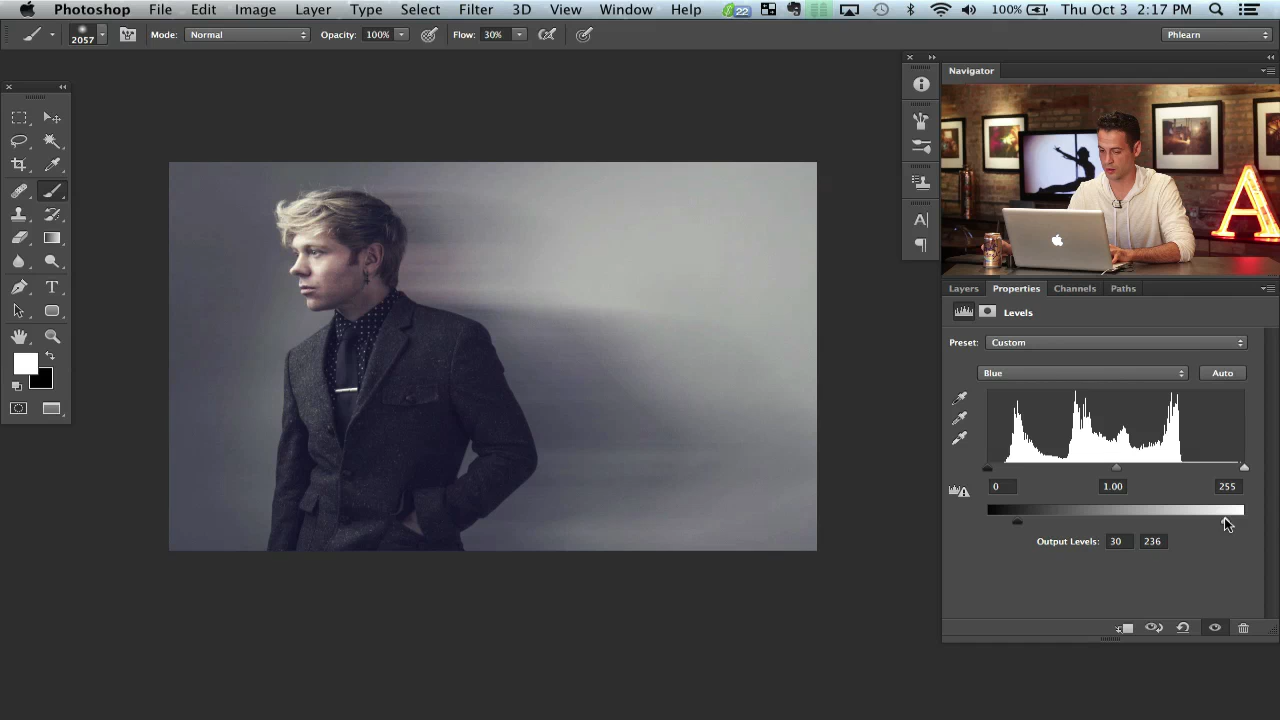 Photoshop File Edit Image Layer Type Select Filter 3D View Window Help 22 100% Thu Oct 3 2:17 PM
2057 Mode: Normal Opacity: 100% Flow: 30% Phlearn
Navigator
A
Layers Properties Channels Paths
Levels
Preset: Custom
Blue Auto
0 1.00 255
Output Levels: 30 236